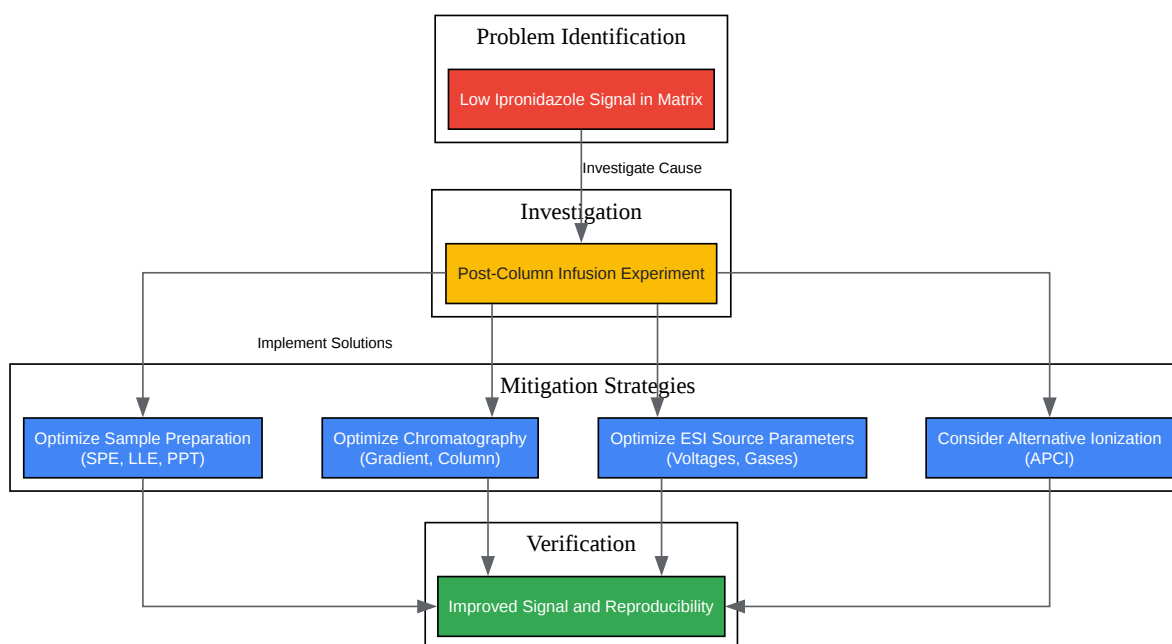 Problem Identification
Low Ipronidazole Signal in Matrix
Investigate Cause
Investigation
Post-Column Infusion Experiment
Implement Solutions
Mitigation Strategies
Optimize Sample Preparation
(SPE, LLE, PPT)
Optimize Chromatography
(Gradient, Column)
Optimize ESI Source Parameters
(Voltages, Gases)
Consider Alternative Ionization
(APCI)
Verification
Improved Signal and Reproducibility